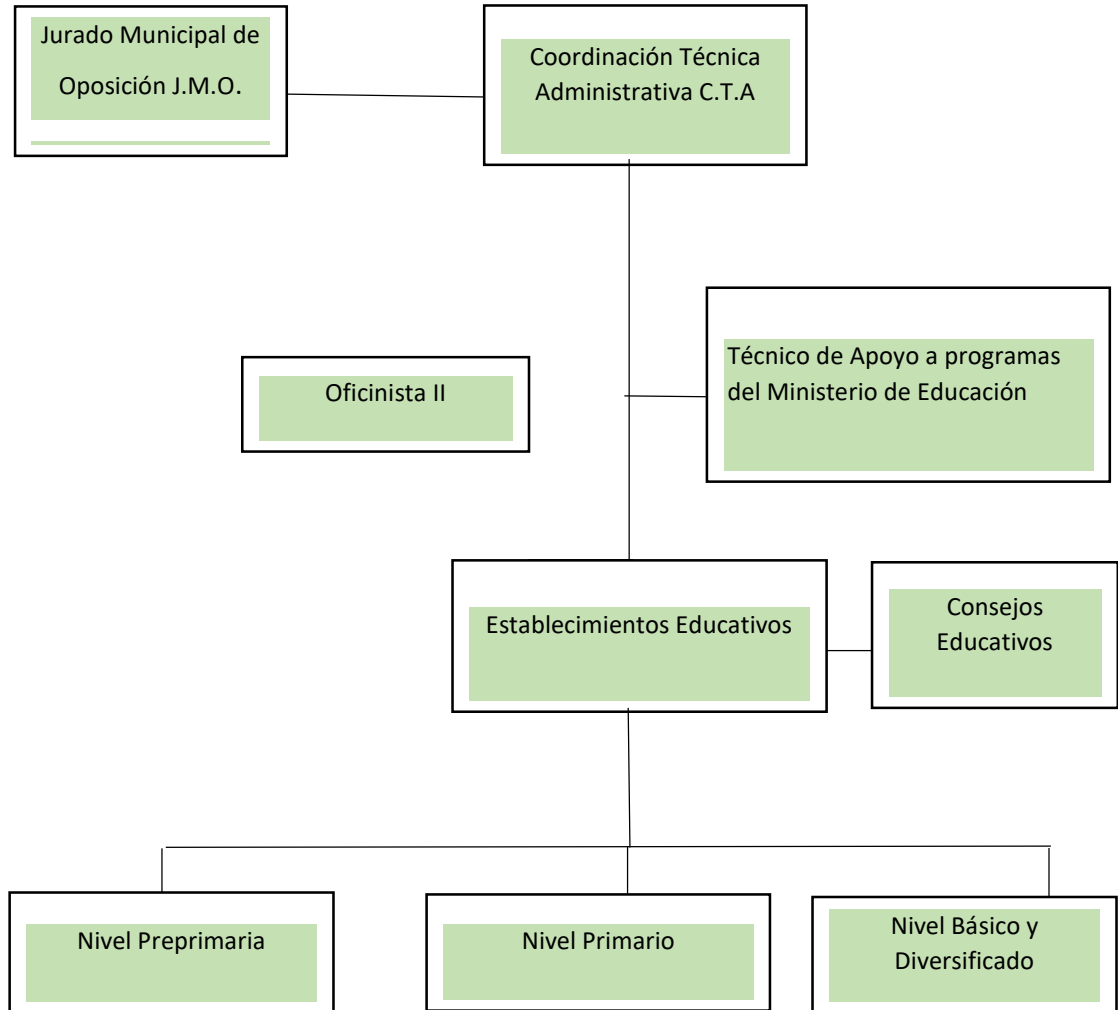 Jurado Municipal de
Oposición J.M.O.
Coordinación Técnica
Administrativa C.T.A
Técnico de Apoyo a programas
del Ministerio de Educación
Oficinista II
Establecimientos Educativos
Consejos
Educativos
Nivel Preprimaria
Nivel Primario
Nivel Básico y
Diversificado